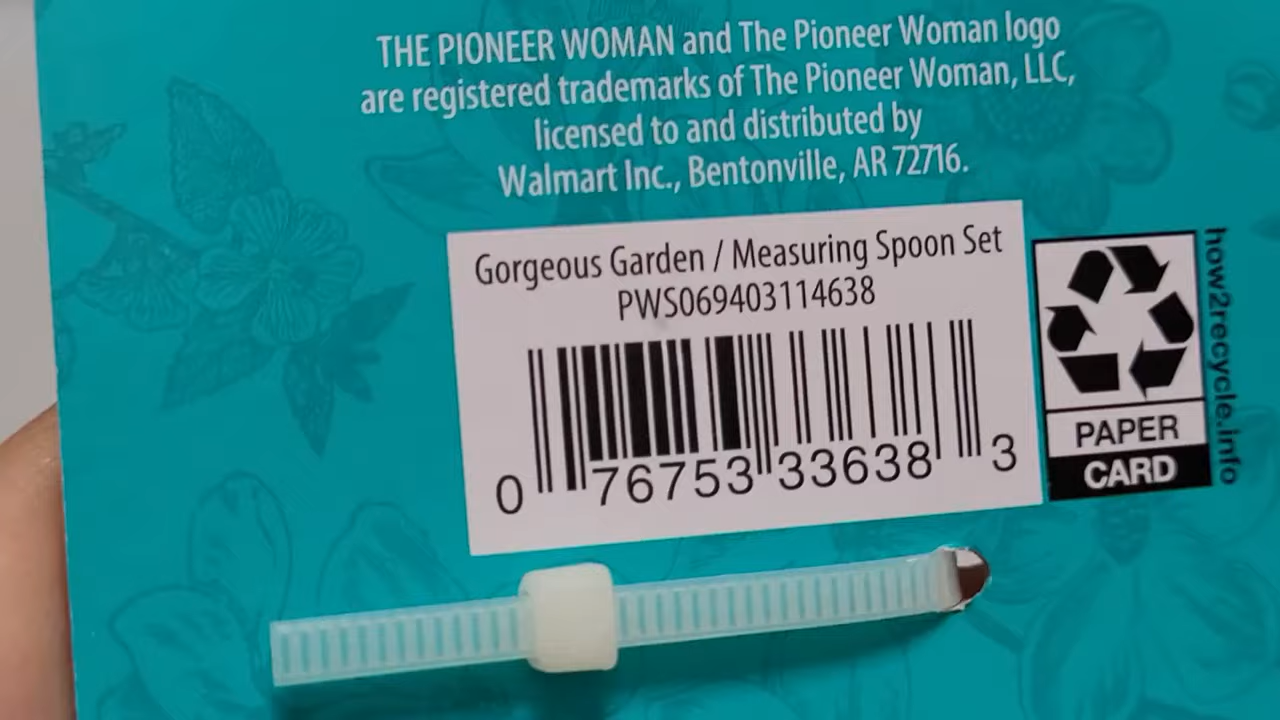 THE PIONEER WOMAN and The Pioneer Woman logo
are registered trademarks of The Pioneer Woman, LLC,
licensed to and distributed by
Walmart Inc., Bentonville, AR 72716.
Gorgeous Garden / Measuring Spoon Set
PWS069403114638
0 76753 33638 3
PAPER
CARD
how2recycle.info